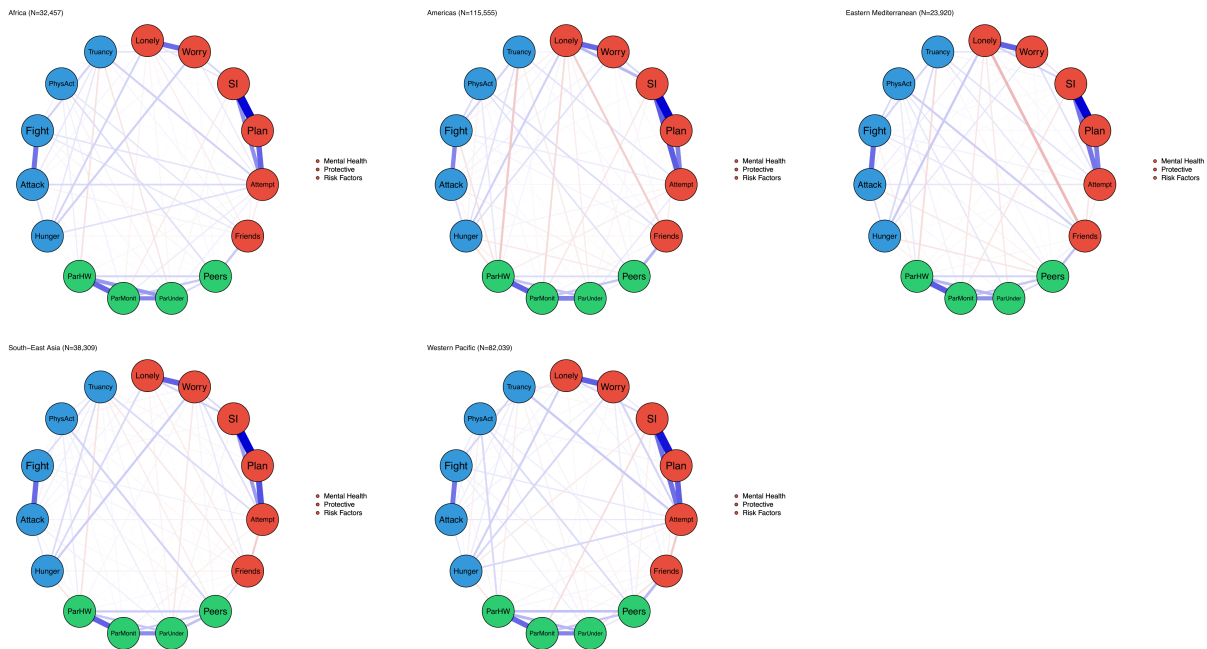 Africa (N=32,457)
Lonely
Worry
Truancy
SI
PhysAct
Plan
Fight
Attempt
Attack
Friends
Hunger
Peers
ParHW
ParUnder
ParMonit
Mental Health
Protective
Risk Factors
Americas (N=115,555)
Lonely
Worry
Truancy
SI
PhysAct
Plan
Fight
Attempt
Attack
Friends
Hunger
Peers
ParHW
ParUnder
ParMonit
Mental Health
Protective
Risk Factors
Eastern Mediterranean (N=23,920)
Lonely
Worry
Truancy
SI
PhysAct
Plan
Fight
Attempt
Attack
Friends
Hunger
Peers
ParHW
ParUnder
ParMonit
Mental Health
Protective
Risk Factors
South−East Asia (N=38,309)
Lonely
Worry
Truancy
SI
PhysAct
Plan
Fight
Attempt
Attack
Friends
Hunger
Peers
ParHW
ParUnder
ParMonit
Mental Health
Protective
Risk Factors
Western Pacific (N=82,039)
Lonely
Worry
Truancy
SI
PhysAct
Plan
Fight
Attempt
Attack
Friends
Hunger
Peers
ParHW
ParUnder
ParMonit
Mental Health
Protective
Risk Factors